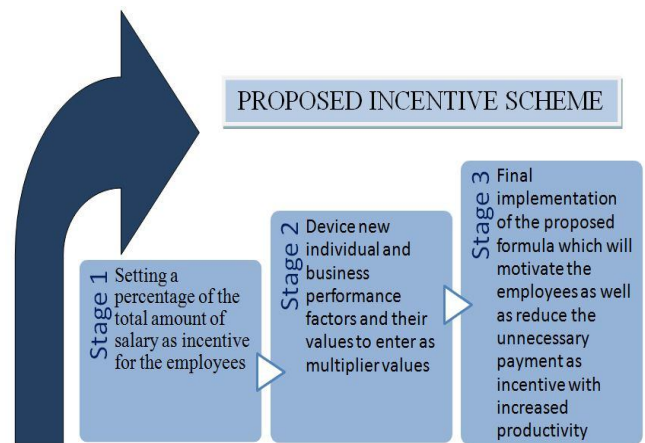 PROPOSED INCENTIVE SCHEME
Stage 1
Setting a
percentage of the
total amount of
salary as incentive
for the employees
Stage 2
Device new
individual and
business
performance
factors and their
values to enter as
multiplier values
Stage 3
Final
implementation
of the proposed
formula which will
motivate the
employees as well
as reduce the
unnecessary
payment as
incentive with
increased
productivity